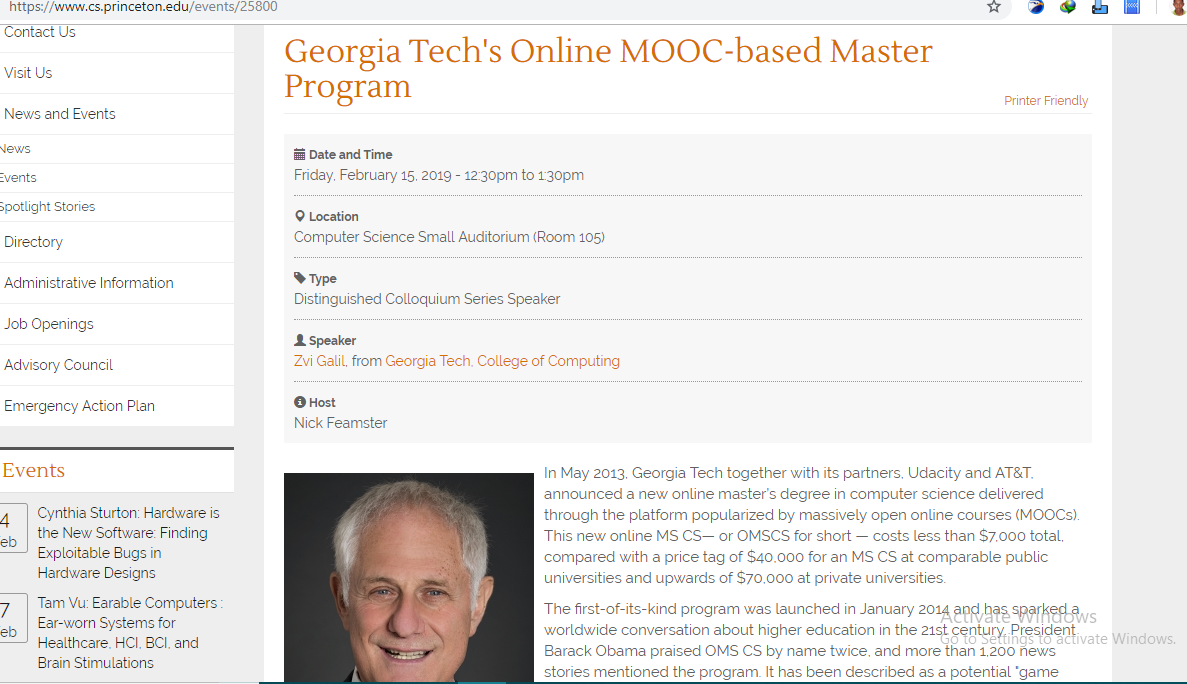 https://www.cs.princeton.edu/events/25800
Contact Us
Visit Us
News and Events
News
Events
Spotlight Stories
Directory
Administrative Information
Job Openings
Advisory Council
Emergency Action Plan
Events
4
eb
Cynthia Sturton: Hardware is
the New Software: Finding
Exploitable Bugs in
Hardware Designs
7
eb
Tam Vu: Earable Computers :
Ear-worn Systems for
Healthcare, HCI, BCI, and
Brain Stimulations
Georgia Tech's Online MOOC-based Master
Program
Printer Friendly
Date and Time
Friday, February 15, 2019 - 12:30pm to 1:30pm
Location
Computer Science Small Auditorium (Room 105)
Type
Distinguished Colloquium Series Speaker
Speaker
Zvi Galil, from Georgia Tech, College of Computing
Host
Nick Feamster
In May 2013, Georgia Tech together with its partners, Udacity and AT&T,
announced a new online master's degree in computer science delivered
through the platform popularized by massively open online courses (MOOCs).
This new online MS CS— or OMSCS for short — costs less than $7,000 total,
compared with a price tag of $40,000 for an MS CS at comparable public
universities and upwards of $70,000 at private universities.
The first-of-its-kind program was launched in January 2014 and has sparked a
worldwide conversation about higher education in the 21st century. President
Barack Obama praised OMS CS by name twice, and more than 1,200 news
stories mentioned the program. It has been described as a potential "game
Activate Windows
Go to Settings to activate Windows.